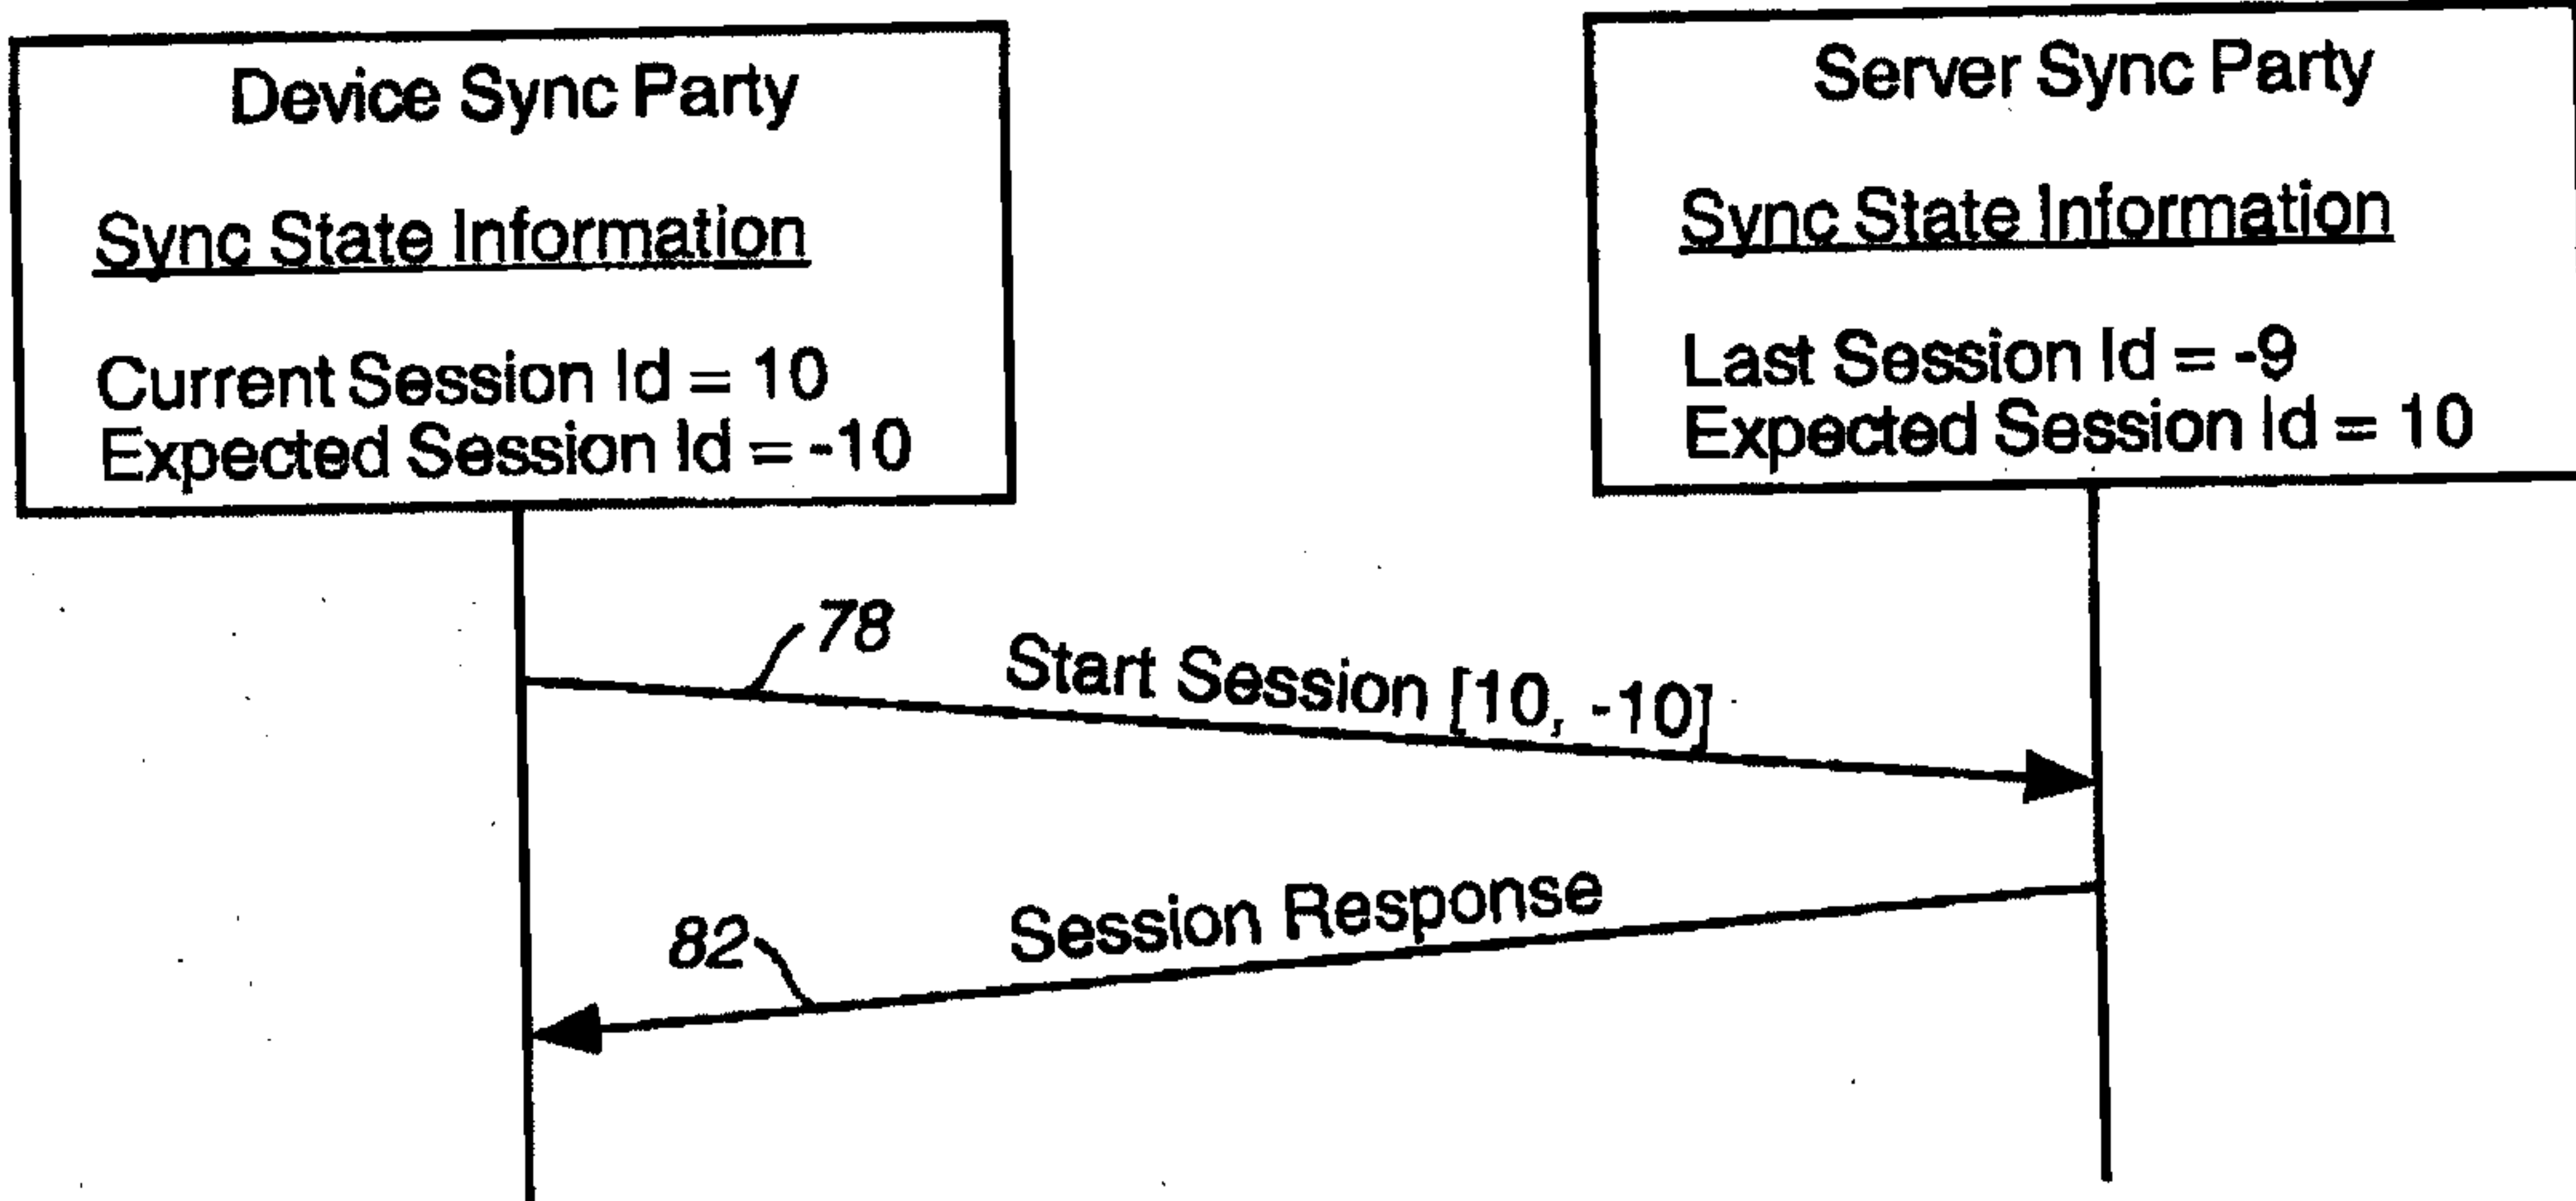 Device Sync Party
Sync State Information
Current Session Id = 10
Expected Session Id = -10
Server Sync Party
Sync State Information
Last Session Id = -9
Expected Session Id = 10
78
Start Session [10, -10]
Session Response
82